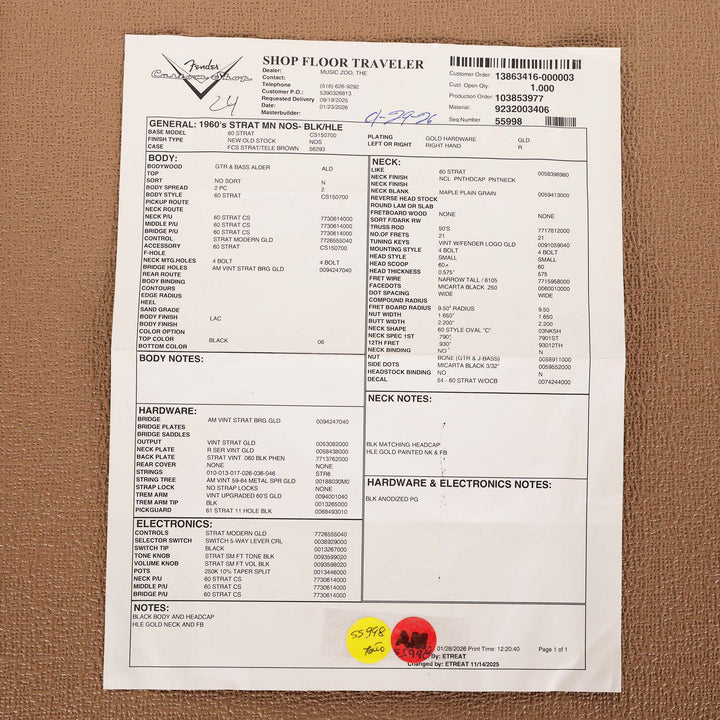 Fender
Custom Shop
24
SHOP FLOOR TRAVELER
Dealer: MUSIC ZOO, THE
Contact:
Telephone (516) 626-9292
Customer P.O.: 5390328813
Requested Delivery 09/19/2025
Date: 01/23/2026
Masterbuilder:
Customer Order: 13863416-000003
Cust. Open Qty: 1.000
Production Order: 103853977
Material: 9232003406
Seq Number 55998
GENERAL: 1960's STRAT MN NOS- BLK/HLE
BASE MODEL 60 STRAT CS150700
FINISH TYPE NEW OLD STOCK NOS
CASE FCS STRAT/TELE BROWN 56293
PLATING GOLD HARDWARE GLD
LEFT OR RIGHT RIGHT HAND R
BODY:
BODYWOOD GTR & BASS ALDER ALD
TOP
SORT NO SORT N
BODY SPREAD 2 PC 2
BODY STYLE 60 STRAT CS150700
PICKUP ROUTE
NECK ROUTE
NECK P/U 60 STRAT CS 7730614000
MIDDLE P/U 60 STRAT CS 7730614000
BRIDGE P/U 60 STRAT CS 7730614000
CONTROL STRAT MODERN GLD 7726555040
ACCESSORY 60 STRAT CS150700
F-HOLE
NECK MTG.HOLES 4 BOLT 4 BOLT
BRIDGE HOLES AM VINT STRAT BRG GLD 0094247040
REAR ROUTE
BODY BINDING
CONTOURS
EDGE RADIUS
HEEL
SAND GRADE
BODY FINISH LAC
BODY FINISH
COLOR OPTION
TOP COLOR BLACK 06
BOTTOM COLOR
NECK:
LIKE 60 STRAT 0058398980
NECK FINISH NCL PNTHDCAP PNTNECK
NECK FINISH
NECK BLANK MAPLE PLAIN GRAIN 0059413000
REVERSE HEAD STOCK
ROUND LAM OR SLAB
FRETBOARD WOOD NONE NONE
SORT F/DARK RW
TRUSS ROD 50'S 7717812000
NO.OF FRETS 21 21
TUNING KEYS VINT W/FENDER LOGO GLD 0091059040
MOUNTING STYLE 4 BOLT 4 BOLT
HEAD STYLE SMALL SMALL
HEAD SCOOP 60 60
HEAD THICKNESS 0.575" 575
FRET WIRE NARROW TALL / 6105 7715958000
FACEDOTS MICARTA BLACK .250 0060010000
DOT SPACING WIDE WIDE
COMPOUND RADIUS
FRET BOARD RADIUS 9.50" RADIUS 9.50
NUT WIDTH 1.650" 1.650
BUTT WIDTH 2.200" 2.200
NECK SHAPE 60 STYLE OVAL "C" 03NKSH
NECK SPEC 1ST .790" 7901ST
12TH FRET .930" 93012TH
NECK BINDING NO N
NUT BONE (GTR & J-BASS) 0058911000
SIDE DOTS MICARTA BLACK 3/32" 0059552000
HEADSTOCK BINDING NO N
DECAL 54 - 60 STRAT W/OCB 0074244000
BODY NOTES:
HARDWARE:
BRIDGE AM VINT STRAT BRG GLD 0094247040
BRIDGE PLATES
BRIDGE SADDLES
OUTPUT VINT STRAT GLD 0053082000
NECK PLATE R SER VINT GLD 0058438000
BACK PLATE STRAT VINT .060 BLK PHEN 7713762000
REAR COVER NONE NONE
STRINGS 010-013-017-026-036-046 STR6
STRING TREE AM VINT 59-64 METAL SPR GLD 00188030M0
STRAP LOCK NO STRAP LOCKS NONE
TREM ARM VINT UPGRADED 60'S GLD 0094001040
TREM ARM TIP BLK 0013265000
PICKGUARD 61 STRAT 11 HOLE BLK 0068493010
NECK NOTES:
BLK MATCHING HEADCAP
HLE GOLD PAINTED NK & FB
HARDWARE & ELECTRONICS NOTES:
BLK ANODIZED PG
ELECTRONICS:
CONTROLS STRAT MODERN GLD 7726555040
SELECTOR SWITCH SWITCH 5-WAY LEVER CRL 0038929000
SWITCH TIP BLACK 0013267000
TONE KNOB STRAT SM FT TONE BLK 0093598020
VOLUME KNOB STRAT SM FT VOL BLK 0093596020
POTS 250K 10% TAPER SPLIT 0013446000
NECK P/U 60 STRAT CS 7730614000
MIDDLE P/U 60 STRAT CS 7730614000
BRIDGE P/U 60 STRAT CS 7730614000
NOTES:
BLACK BODY AND HEADCAP
HLE GOLD NECK AND FB
55998
AM
55998
01/28/2026 Print Time: 12:20:40 Page 1 of 1
By: ETREAT
Changed by: ETREAT 11/14/2025